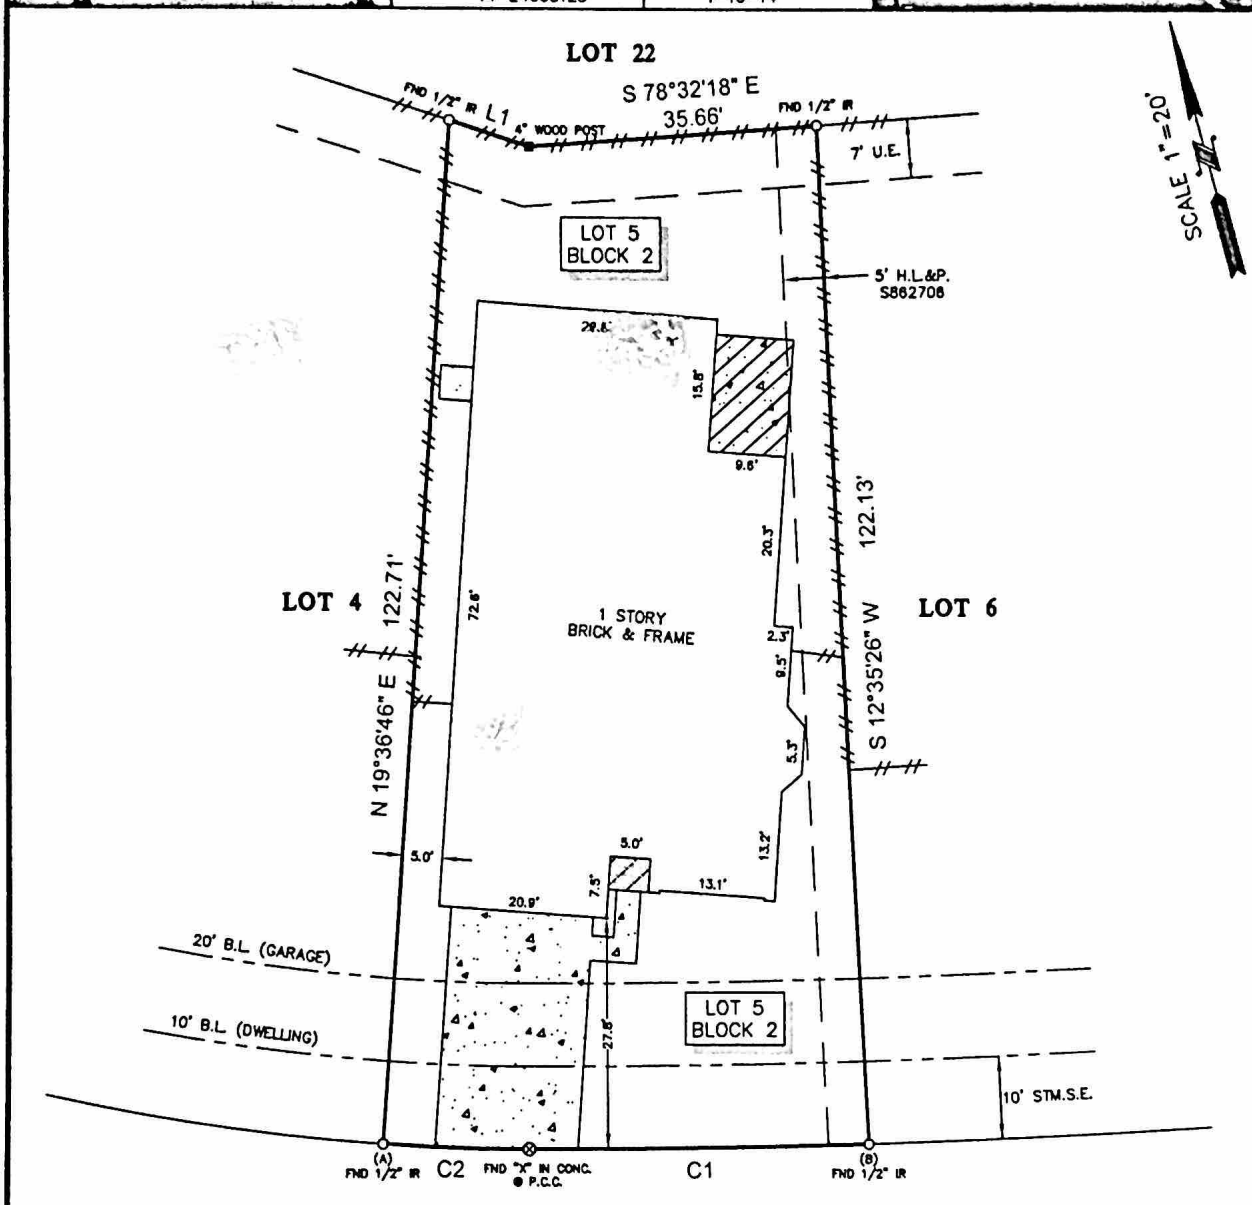 LOT 22
S 78°32'18" E
35.66'
FND 1/2" IR
L1
4" WOOD POST
FND 1/2" IR
7' U.E.
SCALE 1"=20'
LOT 5
BLOCK 2
5' H.L.&P.
S862708
29.8'
15.8'
9.6'
122.13'
20.3'
LOT 4
122.71'
72.6'
1 STORY
BRICK & FRAME
LOT 6
2.3'
9.5'
S 12°35'26" W
N 19°36'46" E
5.3'
5.0'
5.0'
13.2'
7.5'
13.1'
20.9'
20' B.L. (GARAGE)
LOT 5
BLOCK 2
10' B.L. (DWELLING)
27.8'
10' STM.S.E.
(A)
FND 1/2" IR
C2
FND "X" IN CONC.
@ P.C.C.
C1
(B)
FND 1/2" IR